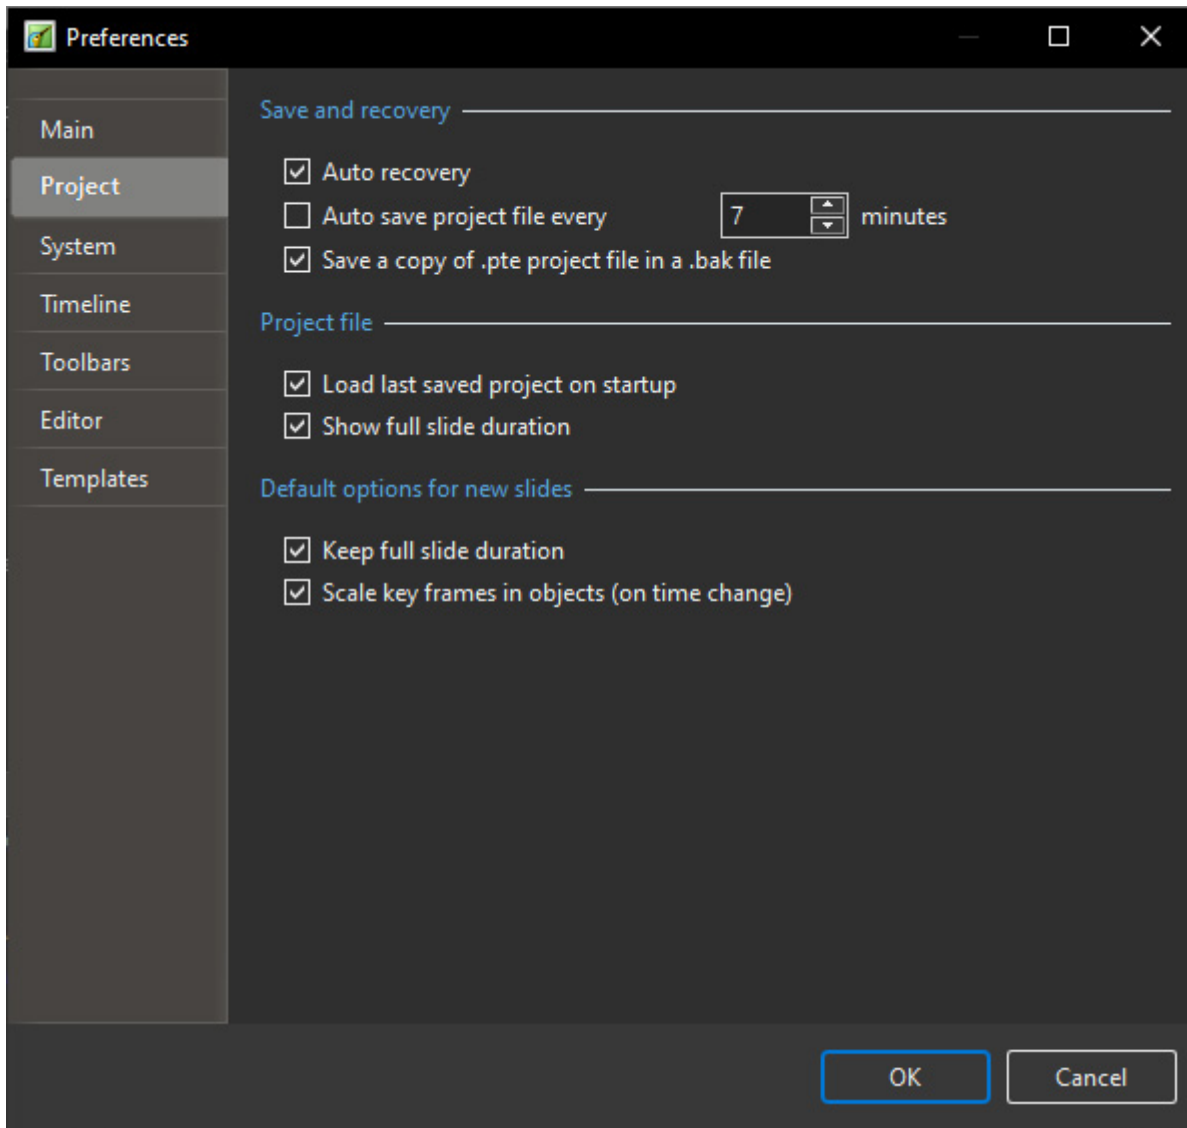 Preferences
Main
Project
System
Timeline
Toolbars
Editor
Templates
Save and recovery
Auto recovery
Auto save project file every 7 minutes
Save a copy of .pte project file in a .bak file
Project file
Load last saved project on startup
Show full slide duration
Default options for new slides
Keep full slide duration
Scale key frames in objects (on time change)
OK Cancel